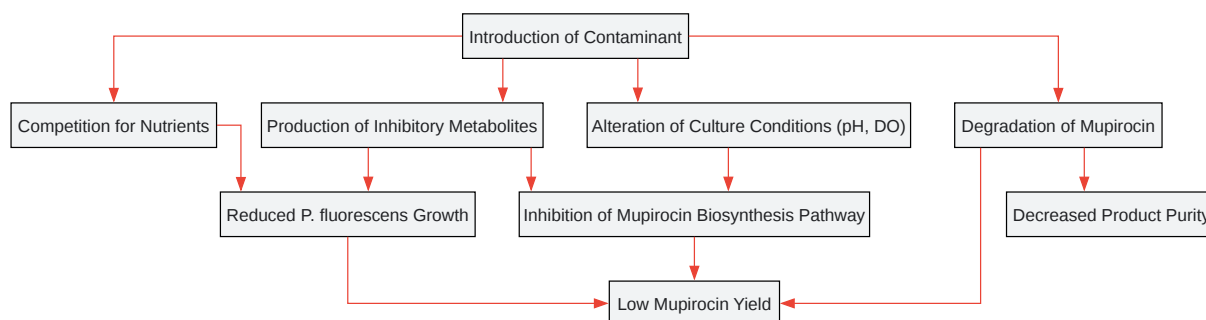 Introduction of Contaminant
Competition for Nutrients
Production of Inhibitory Metabolites
Alteration of Culture Conditions (pH, DO)
Degradation of Mupirocin
Reduced P. fluorescens Growth
Inhibition of Mupirocin Biosynthesis Pathway
Decreased Product Purity
Low Mupirocin Yield